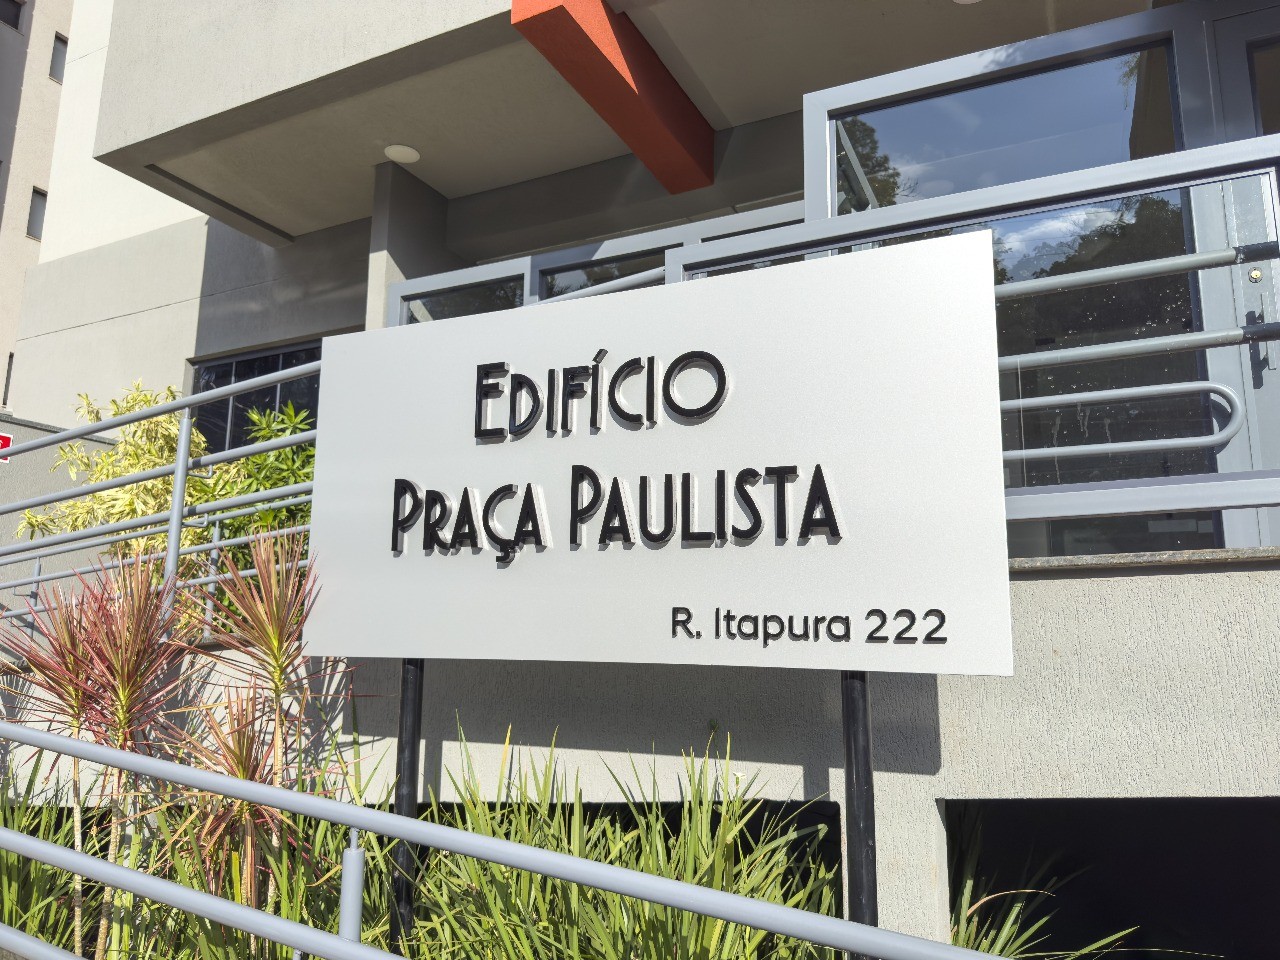 Edifício
Praça Paulista
R. Itapura 222